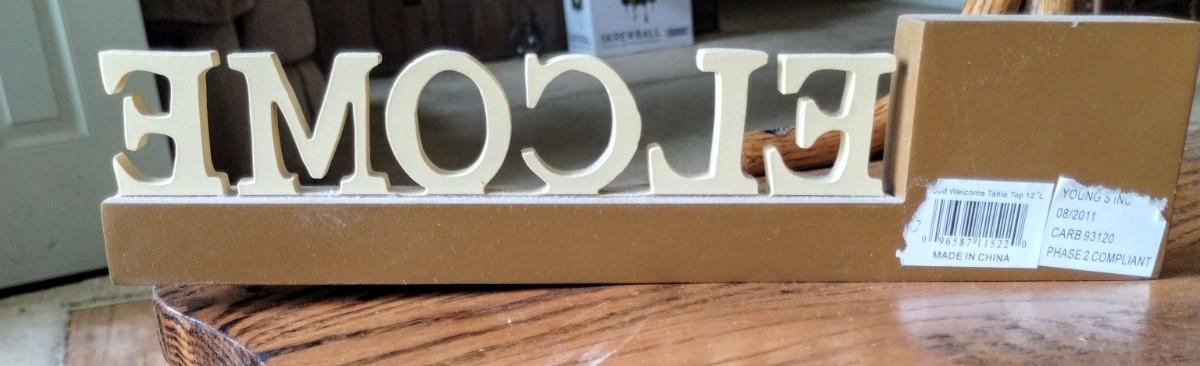 SKREWBALL
ELCOME
Welcome Table Top 12"L
0 96587 11522 0
MADE IN CHINA
YOUNG'S INC
08/2011
CARB 93120
PHASE 2 COMPLIANT